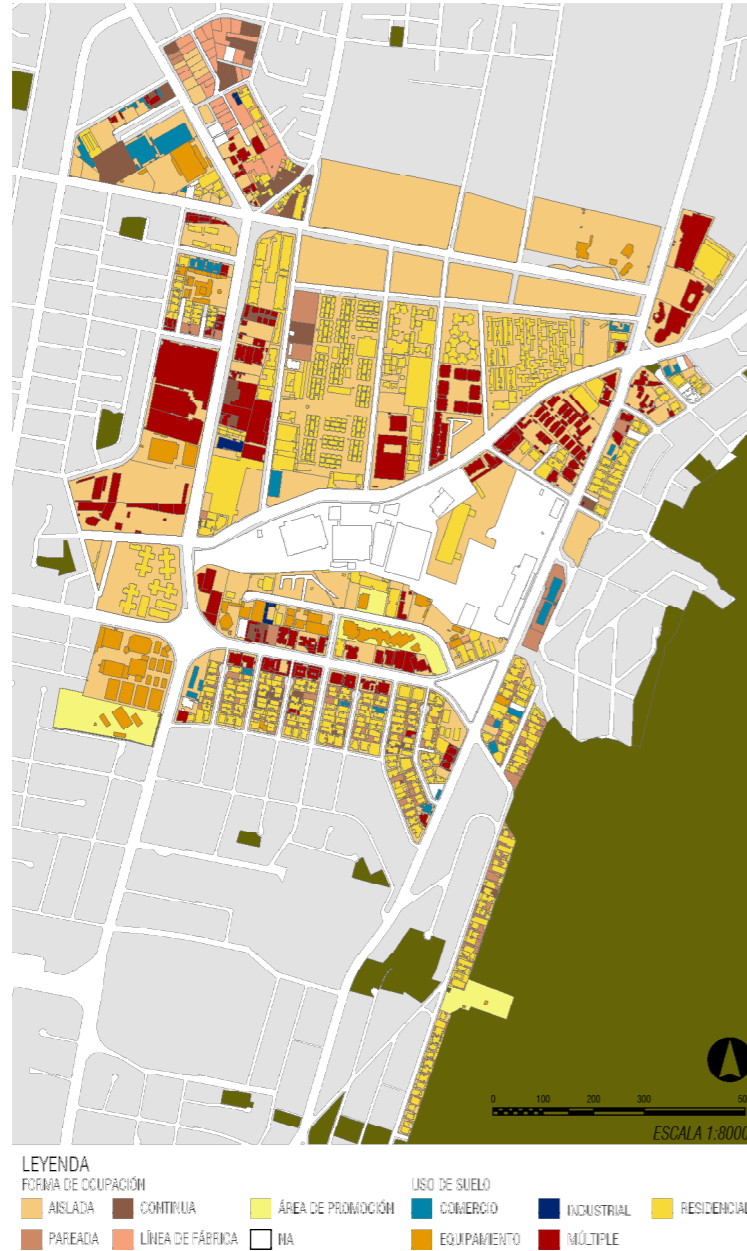 0 100 200 300 50
ESCALA 1:8000
LEYENDA
FORMA DE OCUPACIÓN
AISLADA CONTINUA ÁREA DE PROMOCIÓN
PAREADA LÍNEA DE FÁBRICA NA
USO DE SUELO
COMERCIO INDUSTRIAL RESIDENCIAL
EQUIPAMIENTO MÚLTIPLE